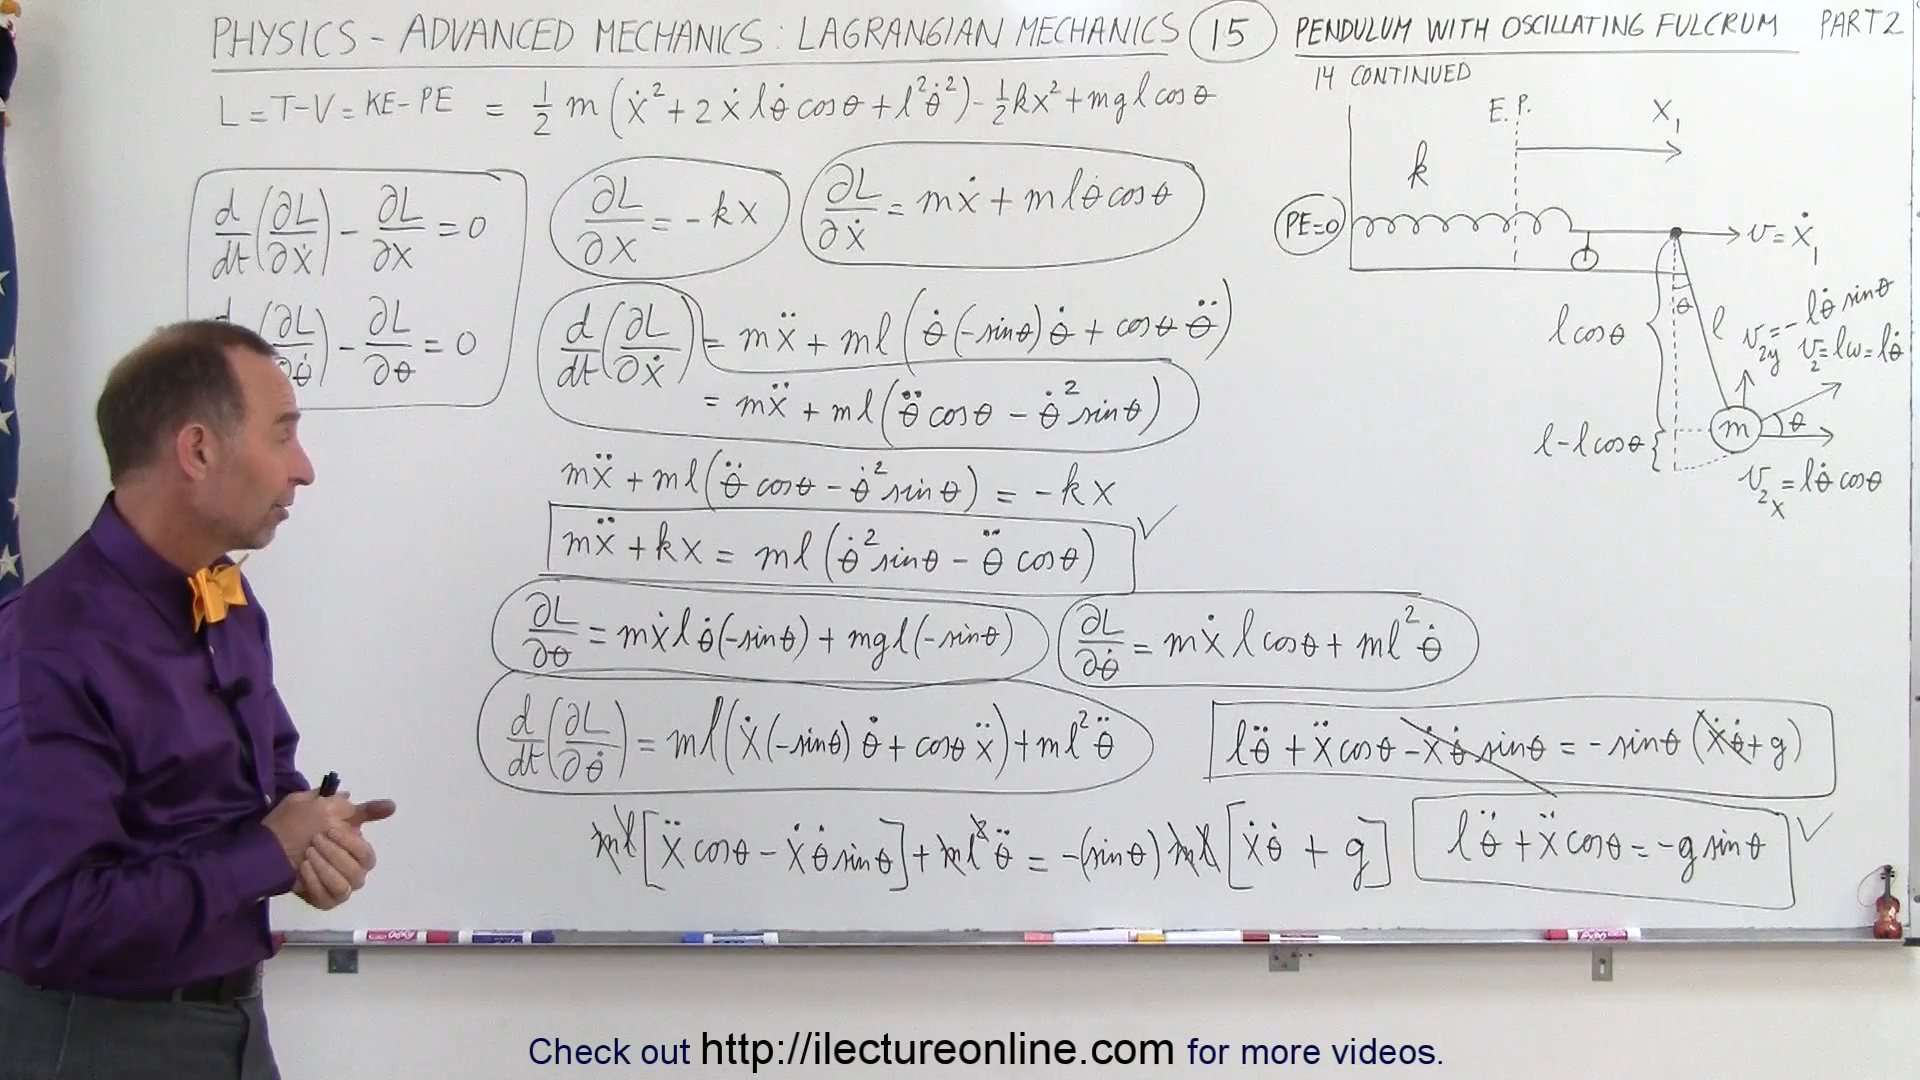 PHYSICS - ADVANCED MECHANICS: LAGRANGIAN MECHANICS 15 PENDULUM WITH OSCILLATING FULCRUM PART 2
14 CONTINUED
L = T-V = KE-PE = 1/2 m (ẋ² + 2ẋlθ̇ cosθ + l²θ̇²) - 1/2 kx² + mgl cosθ
d/dt (∂L/∂ẋ) - ∂L/∂x = 0
d/dt (∂L/∂θ̇) - ∂L/∂θ = 0
∂L/∂x = -kx
∂L/∂ẋ = mẋ + mlθ̇ cosθ
d/dt (∂L/∂ẋ) = mẍ + ml (θ̇(-sinθ)θ̇ + cosθ θ̈)
= mẍ + ml (θ̈ cosθ - θ̇² sinθ)
mẍ + ml (θ̈ cosθ - θ̇² sinθ) = -kx
mẍ + kx = ml (θ̇² sinθ - θ̈ cosθ) ✓
∂L/∂θ = mẋlθ̇(-sinθ) + mgl(-sinθ)
∂L/∂θ̇ = mẋ l cosθ + ml²θ̇
d/dt (∂L/∂θ̇) = ml (ẋ(-sinθ)θ̇ + cosθ ẍ) + ml²θ̈
ml [ẍ cosθ - ẋθ̇ sinθ] + ml²θ̈ = -(sinθ) ml [ẋθ̇ + g]
lθ̈ + ẍ cosθ - ẋθ̇ sinθ = -sinθ (ẋθ̇ + g)
lθ̈ + ẍ cosθ = -g sinθ ✓
E.P.
x₁
k
PE=0
v = ẋ₁
θ
l cosθ
l
v₂y = -lθ̇ sinθ
v₂ = lω = lθ̇
m
θ
l - l cosθ
v₂x = lθ̇ cosθ
Check out http://ilectureonline.com for more videos.